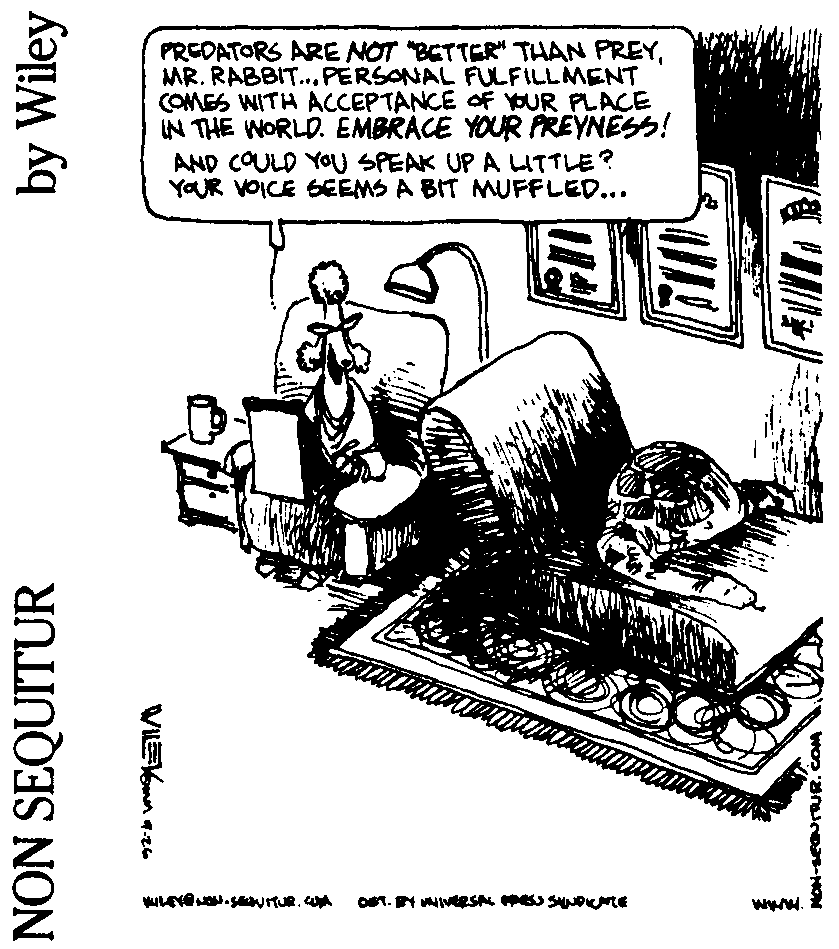 NON SEQUITUR by Wiley
PREDATORS ARE NOT "BETTER" THAN PREY,
MR. RABBIT... PERSONAL FULFILLMENT
COMES WITH ACCEPTANCE OF YOUR PLACE
IN THE WORLD. EMBRACE YOUR PREYNESS!
AND COULD YOU SPEAK UP A LITTLE?
YOUR VOICE SEEMS A BIT MUFFLED...
WILEY 9-26
WILEY@NON-SEQUITUR.COM DIST. BY UNIVERSAL PRESS SYNDICATE WWW.
NON-SEQUITUR.COM